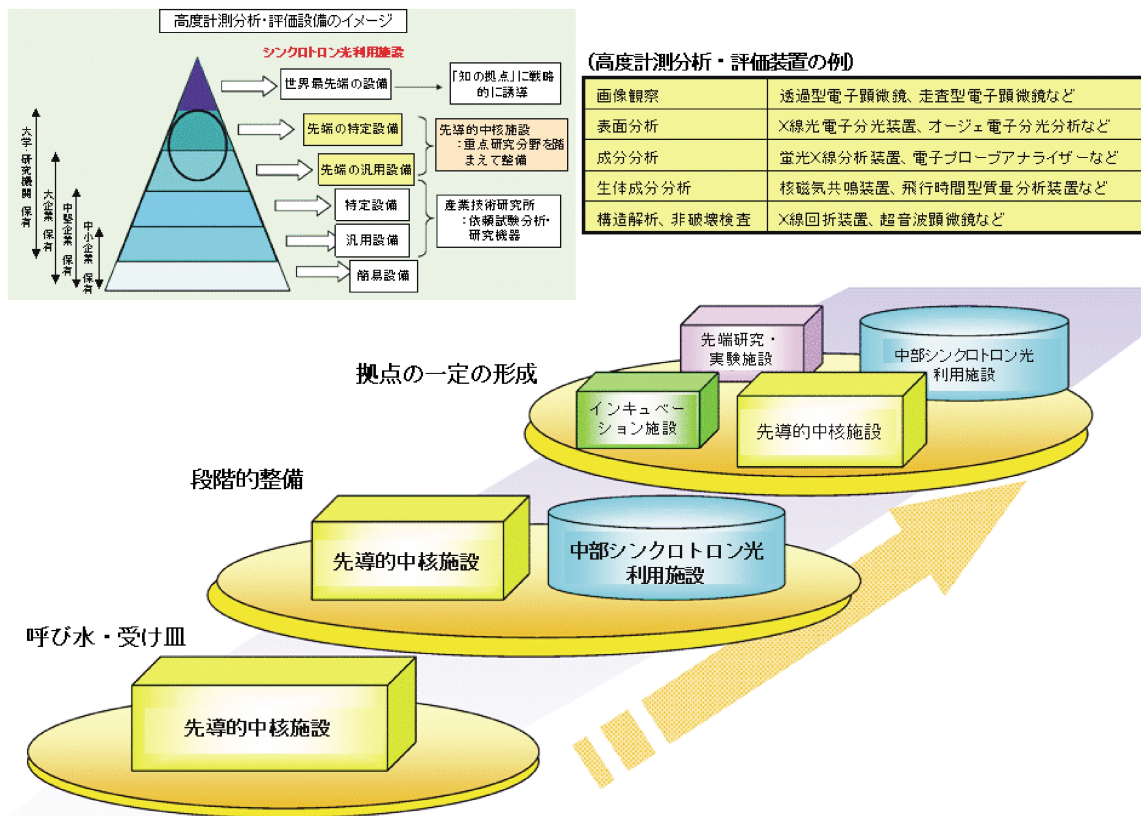 高度計測分析・評価設備のイメージ
シンクロトロン光利用施設
世界最先端の設備
「知の拠点」に戦略
的に誘導
先端の特定設備
先端の汎用設備
先導的中核施設
：重点研究分野を踏
まえて整備
特定設備
汎用設備
産業技術研究所
：依頼試験分析・
研究機器
簡易設備
大学・研究機関 保有
大企業 保有
中堅企業 保有
中小企業 保有
(高度計測分析・評価装置の例)
画像観察 透過型電子顕微鏡、走査型電子顕微鏡など
表面分析 X線光電子分光装置、オージェ電子分光分析など
成分分析 蛍光X線分析装置、電子プローブアナライザーなど
生体成分分析 核磁気共鳴装置、飛行時間型質量分析装置など
構造解析、非破壊検査 X線回折装置、超音波顕微鏡など
拠点の一定の形成
先端研究・
実験施設
中部シンクロトロン光
利用施設
インキュベー
ション施設
先導的中核施設
段階的整備
先導的中核施設
中部シンクロトロン光
利用施設
呼び水・受け皿
先導的中核施設